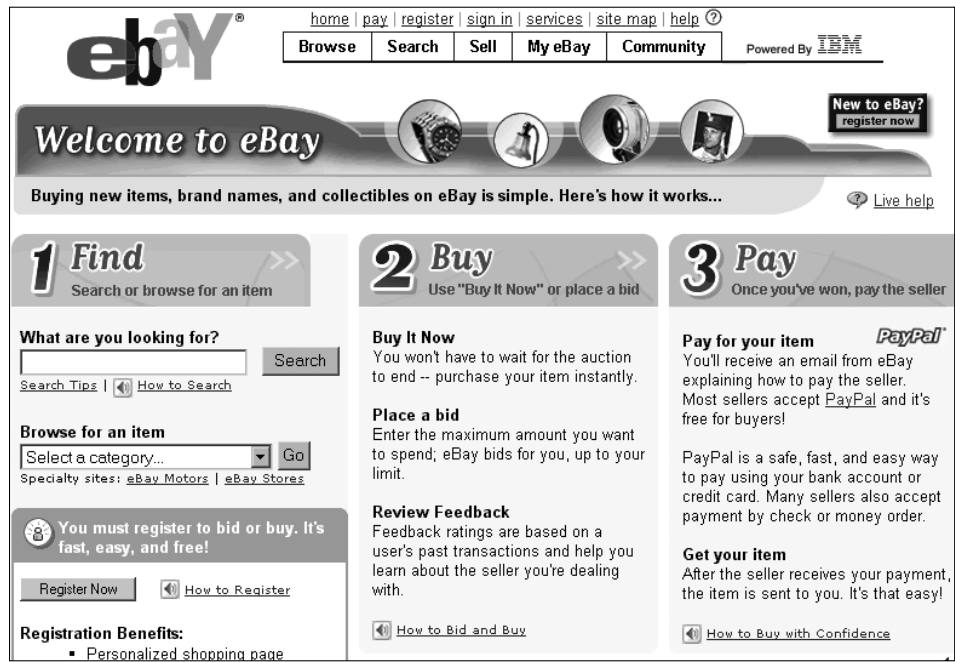 ebaY®
home | pay | register | sign in | services | site map | help ?
Browse Search Sell My eBay Community
Powered By IBM
Welcome to eBay
New to eBay?
register now
Buying new items, brand names, and collectibles on eBay is simple. Here's how it works...
Live help
1 Find
Search or browse for an item
What are you looking for?
Search
Search Tips | How to Search
Browse for an item
Select a category... Go
Specialty sites: eBay Motors | eBay Stores
You must register to bid or buy. It's
fast, easy, and free!
Register Now How to Register
Registration Benefits:
▪ Personalized shopping page
2 Buy
Use "Buy It Now" or place a bid
Buy It Now
You won't have to wait for the auction
to end -- purchase your item instantly.
Place a bid
Enter the maximum amount you want
to spend; eBay bids for you, up to your
limit.
Review Feedback
Feedback ratings are based on a
user's past transactions and help you
learn about the seller you're dealing
with.
How to Bid and Buy
3 Pay
Once you've won, pay the seller
Pay for your item PayPal
You'll receive an email from eBay
explaining how to pay the seller.
Most sellers accept PayPal and it's
free for buyers!
PayPal is a safe, fast, and easy way
to pay using your bank account or
credit card. Many sellers also accept
payment by check or money order.
Get your item
After the seller receives your payment,
the item is sent to you. It's that easy!
How to Buy with Confidence